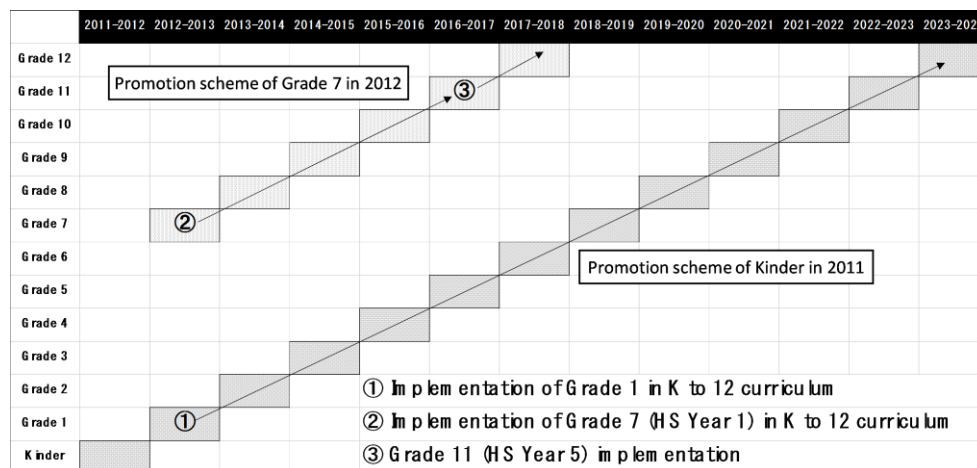 2011-2012 2012-2013 2013-2014 2014-2015 2015-2016 2016-2017 2017-2018 2018-2019 2019-2020 2020-2021 2021-2022 2022-2023 2023-202
Grade 12
Promotion scheme of Grade 7 in 2012
Grade 11 ③
Grade 10
Grade 9
Grade 8
Grade 7 ②
Grade 6
Promotion scheme of Kinder in 2011
Grade 5
Grade 4
Grade 3
Grade 2
① Implementation of Grade 1 in K to 12 curriculum
Grade 1 ①
② Implementation of Grade 7 (HS Year 1) in K to 12 curriculum
Kinder
③ Grade 11 (HS Year 5) implementation